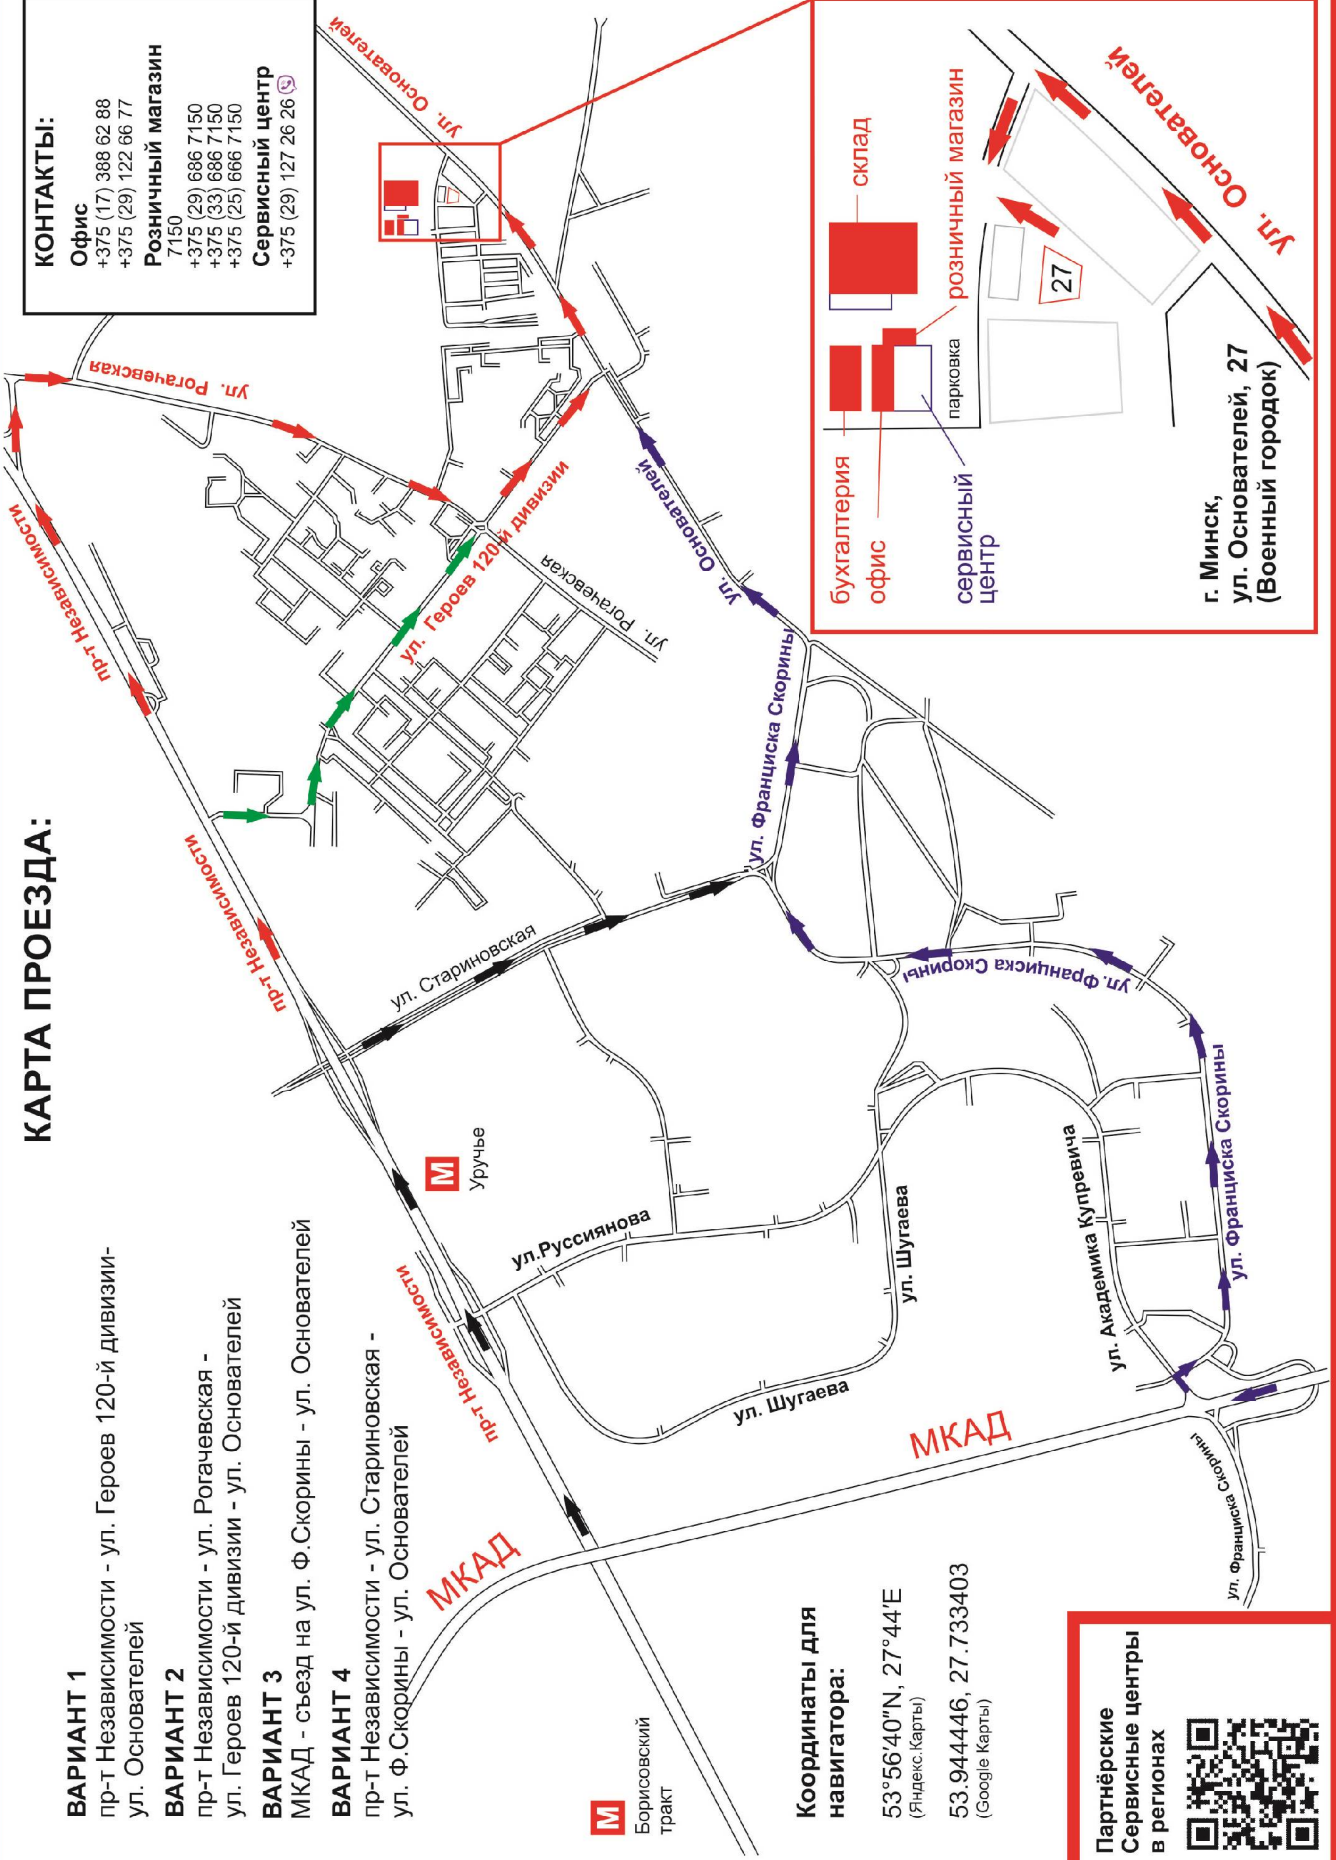 КАРТА ПРОЕЗДА:
ВАРИАНТ 1
пр-т Независимости - ул. Героев 120-й дивизии-
ул. Основателей
ВАРИАНТ 2
пр-т Независимости - ул. Рогачевская -
ул. Героев 120-й дивизии - ул. Основателей
ВАРИАНТ 3
МКАД - съезд на ул. Ф.Скорины - ул. Основателей
ВАРИАНТ 4
пр-т Независимости - ул. Стариновская -
ул. Ф.Скорины - ул. Основателей
КОНТАКТЫ:
Офис
+375 (17) 388 62 88
+375 (29) 122 66 77
Розничный магазин
7150
+375 (29) 686 7150
+375 (33) 686 7150
+375 (25) 666 7150
Сервисный центр
+375 (29) 127 26 26
пр-т Независимости
пр-т Независимости
пр-т Независимости
ул. Рогачевская
ул. Основателей
ул. Героев 120-й дивизии
ул. Рогачевская
ул. Основателей
ул. Стариновская
ул. Франциска Скорины
ул. Франциска Скорины
ул. Франциска Скорины
ул. Франциска Скорины
М
Уручье
ул.Руссиянова
ул. Шугаева
ул. Шугаева
ул. Академика Купревича
МКАД
МКАД
М
Борисовский
тракт
Координаты для
навигатора:
53°56'40"N, 27°44'E
(Яндекс.Карты)
53.944446, 27.733403
(Google Карты)
Партнёрские
Сервисные центры
в регионах
бухгалтерия
офис
сервисный
центр
парковка
склад
розничный магазин
27
ул. Основателей
г. Минск,
ул. Основателей, 27
(Военный городок)